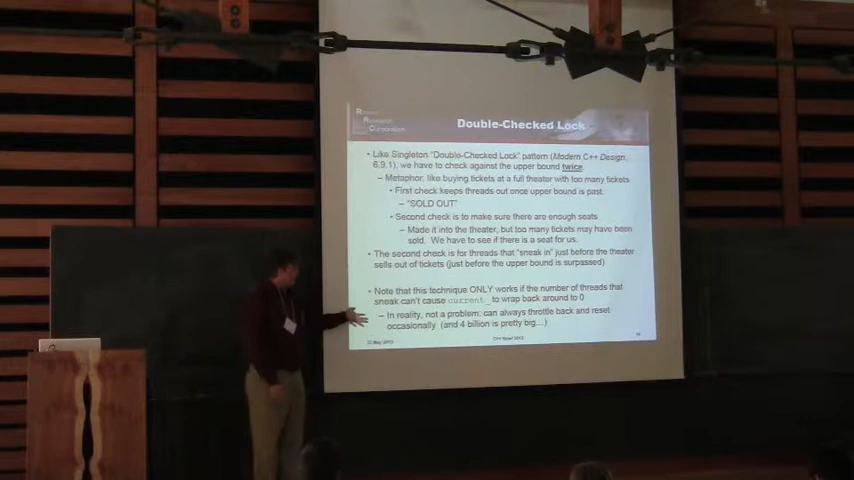 Corporation
Double-Checked Lock
• Like Singleton "Double-Checked Lock" pattern (Modern C++ Design,
6.9.1), we have to check against the upper bound twice.
– Metaphor: like buying tickets at a full theater with too many tickets
• First check keeps threads out once upper bound is past.
– "SOLD OUT"
• Second check is to make sure there are enough seats
– Made it into the theater, but too many tickets may have been
sold. We have to see if there is a seat for us.
• The second check is for threads that "sneak in" just before the theater
sells out of tickets (just before the upper bound is surpassed)
• Note that this technique ONLY works if the number of threads that
sneak can't cause current_ to wrap back around to 0
– In reality, not a problem: can always throttle back and reset
occasionally (and 4 billion is pretty big...)